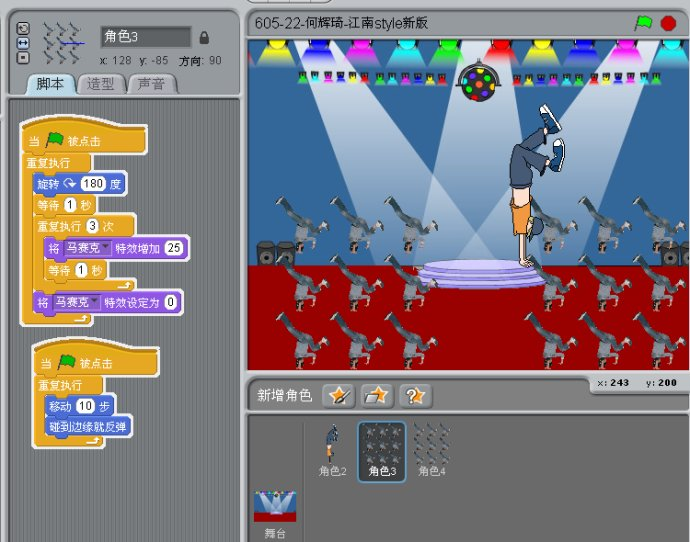 角色3
x: 128 y: -85 方向: 90
脚本 造型 声音
当 被点击
重复执行
旋转 180 度
等待 1 秒
重复执行 3 次
将 马赛克 特效增加 25
等待 1 秒
将 马赛克 特效设定为 0
当 被点击
重复执行
移动 10 步
碰到边缘就反弹
605-22-何辉琦-江南style新版
x: 243 y: 200
新增角色
角色2 角色3 角色4
舞台